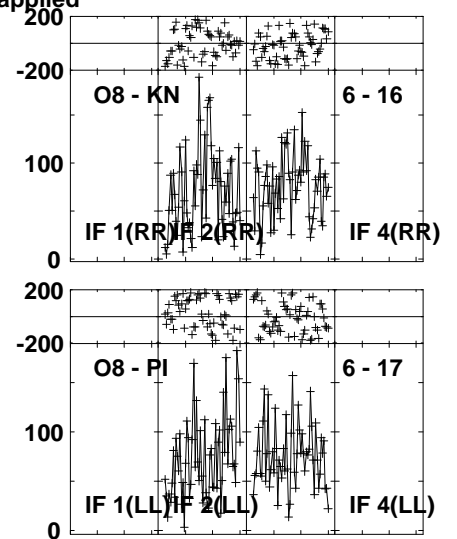 applied
200
-200
O8 - KN 6 - 16
100
IF 1(RR) IF 2(RR) IF 4(RR)
0
200
-200
O8 - PI 6 - 17
100
IF 1(LL) IF 2(LL) IF 4(LL)
0